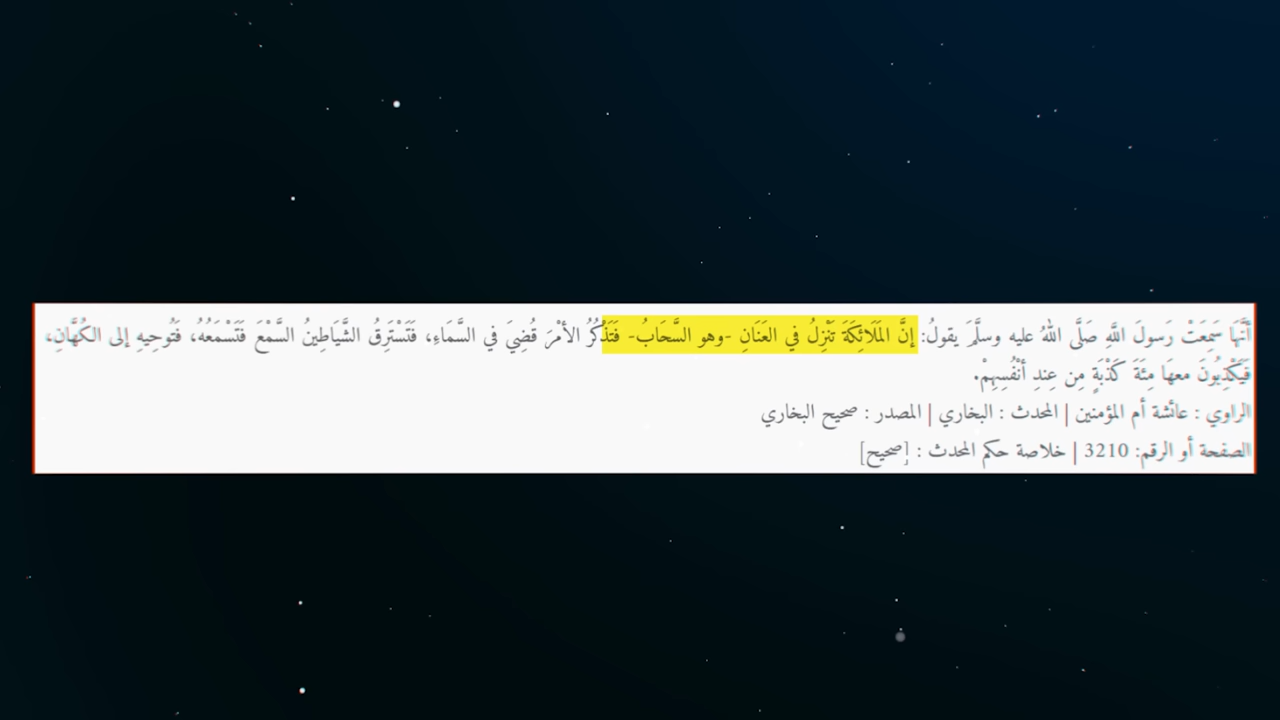 أنَّهَا سَمِعَتْ رَسولَ اللَّهِ صَلَّى اللهُ عليه وسلَّمَ يقولُ: إنَّ المَلَائِكَةَ تَنْزِلُ في العَنَانِ -وهو السَّحَابُ- فَتَذْكُرُ الأمْرَ قُضِيَ في السَّمَاءِ، فَتَسْتَرِقُ الشَّيَاطِينُ السَّمْعَ فَتَسْمَعُهُ، فَتُوحِيهِ إلى الكُهَّانِ،
فَيَكْذِبُونَ معهَا مِئَةَ كَذْبَةٍ مِن عِندِ أنْفُسِهِمْ.
الراوي : عائشة أم المؤمنين | المحدث : البخاري | المصدر : صحيح البخاري
الصفحة أو الرقم: 3210 | خلاصة حكم المحدث : [صحيح]